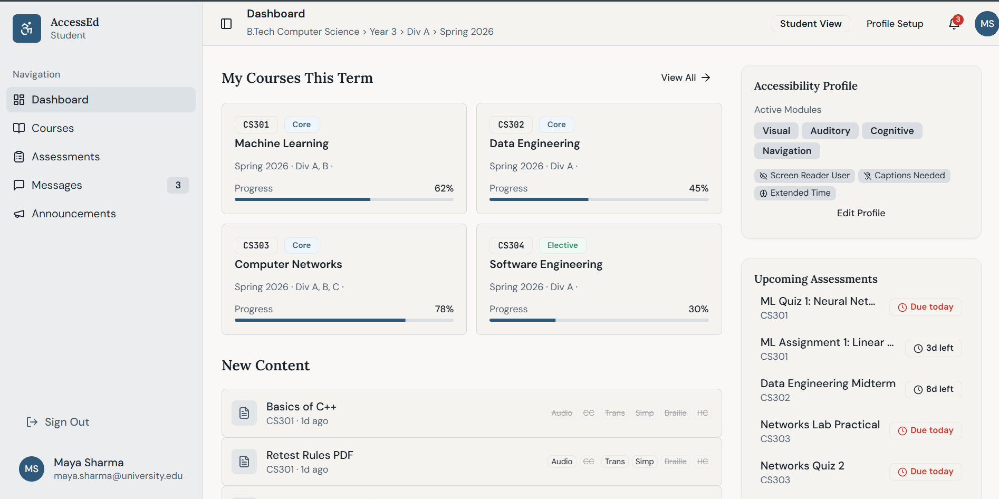 AccessEd
Student
Navigation
Dashboard
Courses
Assessments
Messages 3
Announcements
Sign Out
MS
Maya Sharma
maya.sharma@university.edu
Dashboard
B.Tech Computer Science > Year 3 > Div A > Spring 2026
Student View
Profile Setup
3
MS
My Courses This Term
View All →
CS301 Core
Machine Learning
Spring 2026 · Div A, B ·
Progress 62%
CS302 Core
Data Engineering
Spring 2026 · Div A ·
Progress 45%
CS303 Core
Computer Networks
Spring 2026 · Div A, B, C ·
Progress 78%
CS304 Elective
Software Engineering
Spring 2026 · Div A ·
Progress 30%
New Content
Basics of C++
CS301 · 1d ago
Audio CC Trans Simp Braille HC
Retest Rules PDF
CS301 · 1d ago
Audio CC Trans Simp Braille HC
Accessibility Profile
Active Modules
Visual Auditory Cognitive
Navigation
Screen Reader User Captions Needed
Extended Time
Edit Profile
Upcoming Assessments
ML Quiz 1: Neural Net...
CS301
Due today
ML Assignment 1: Linear ...
CS301
3d left
Data Engineering Midterm
CS302
8d left
Networks Lab Practical
CS303
Due today
Networks Quiz 2
CS303
Due today